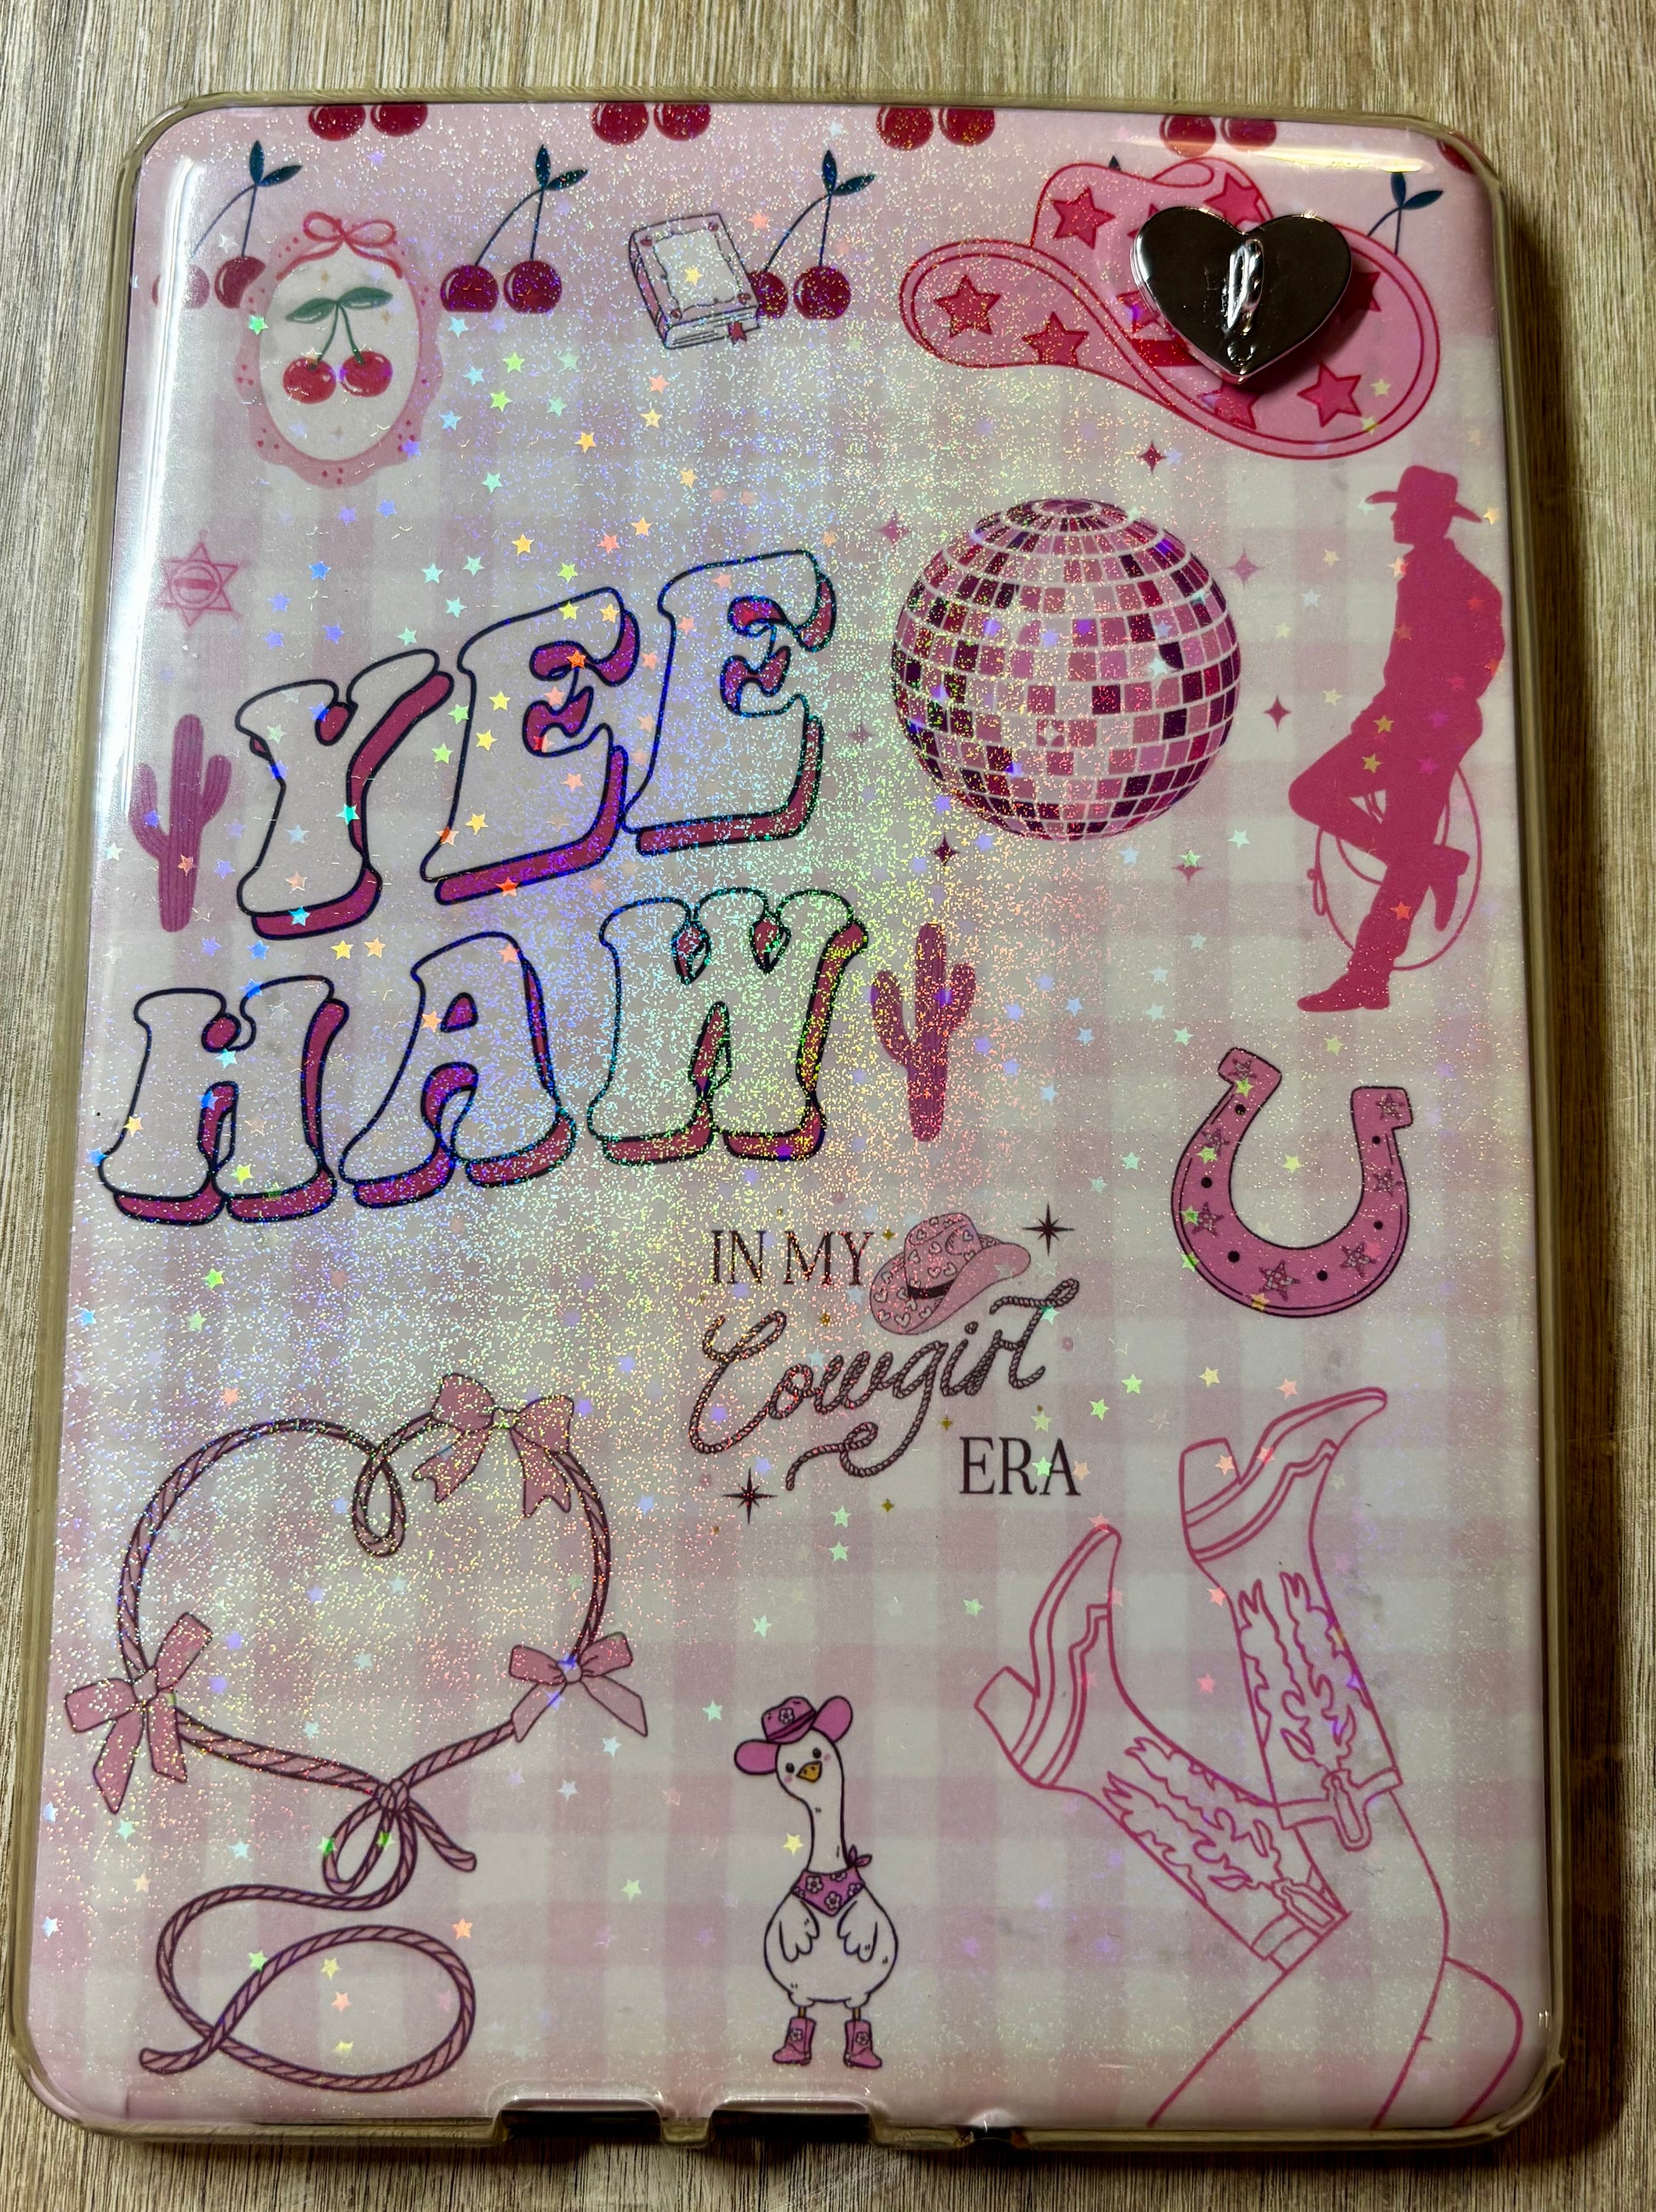 YEE
HAW
IN MY
Cowgirl
ERA